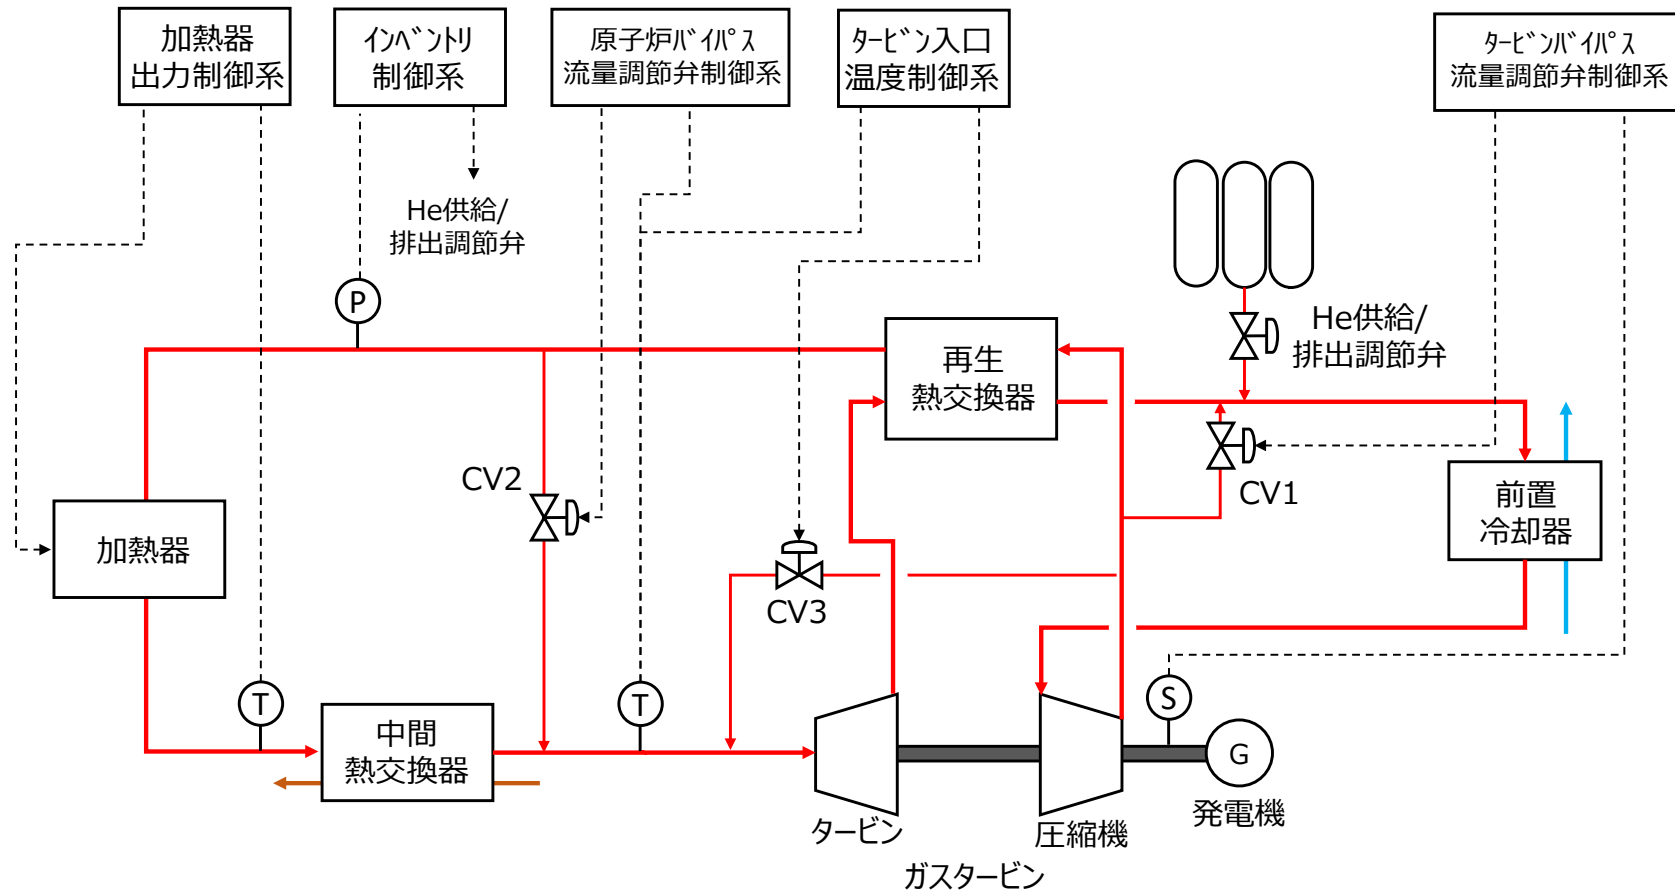 加熱器
出力制御系
ｲﾝﾍﾞﾝﾄﾘ
制御系
原子炉ﾊﾞｲﾊﾟｽ
流量調節弁制御系
ﾀｰﾋﾞﾝ入口
温度制御系
ﾀｰﾋﾞﾝﾊﾞｲﾊﾟｽ
流量調節弁制御系
He供給/
排出調節弁
P
He供給/
排出調節弁
再生
熱交換器
CV2
CV1
前置
冷却器
加熱器
CV3
T
T
S
中間
熱交換器
G
タービン
圧縮機
発電機
ガスタービン